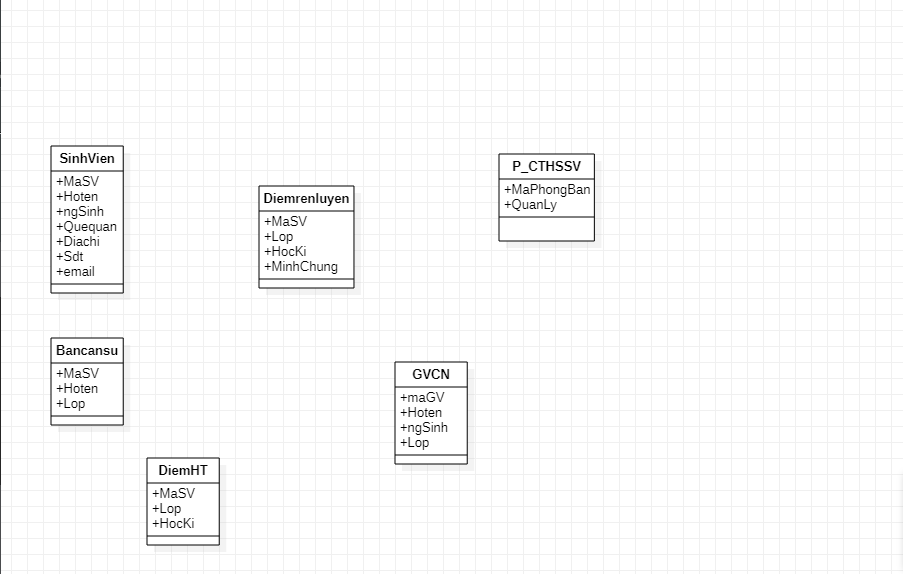 SinhVien
+MaSV
+Hoten
+ngSinh
+Quequan
+Diachi
+Sdt
+email
Diemrenluyen
+MaSV
+Lop
+HocKi
+MinhChung
P_CTHSSV
+MaPhongBan
+QuanLy
Bancansu
+MaSV
+Hoten
+Lop
GVCN
+maGV
+Hoten
+ngSinh
+Lop
DiemHT
+MaSV
+Lop
+HocKi